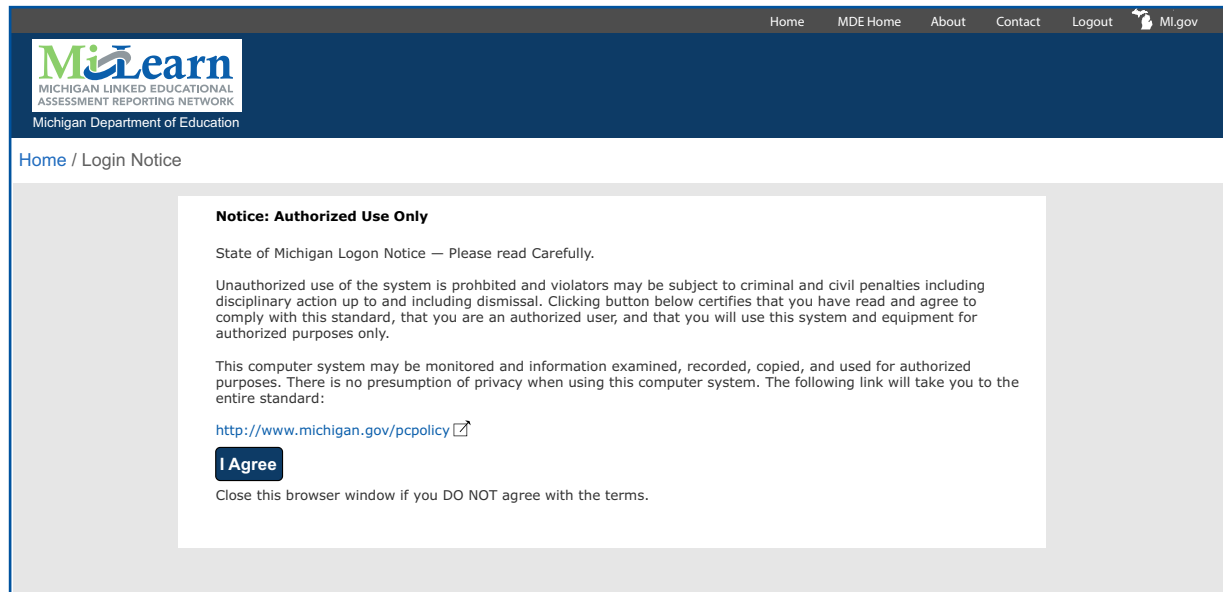 Home MDE Home About Contact Logout MI.gov
MiLearn
MICHIGAN LINKED EDUCATIONAL
ASSESSMENT REPORTING NETWORK
Michigan Department of Education
Home / Login Notice
Notice: Authorized Use Only
State of Michigan Logon Notice — Please read Carefully.
Unauthorized use of the system is prohbited and violators may be subject to criminal and civil penalties including
disciplinary action up to and including dismissal. Clicking button below certifies that you have read and agree to
comply with this standard, that you are an authorized user, and that you will use this system and equipment for
authorized purposes only.
This computer system may be monitored and information examined, recorded, copied, and used for authorized
purposes. There is no presumption of privacy when using this computer system. The following link will take you to the
entire standard:
http://www.michigan.gov/pcpolicy
I Agree
Close this browser window if you DO NOT agree with the terms.